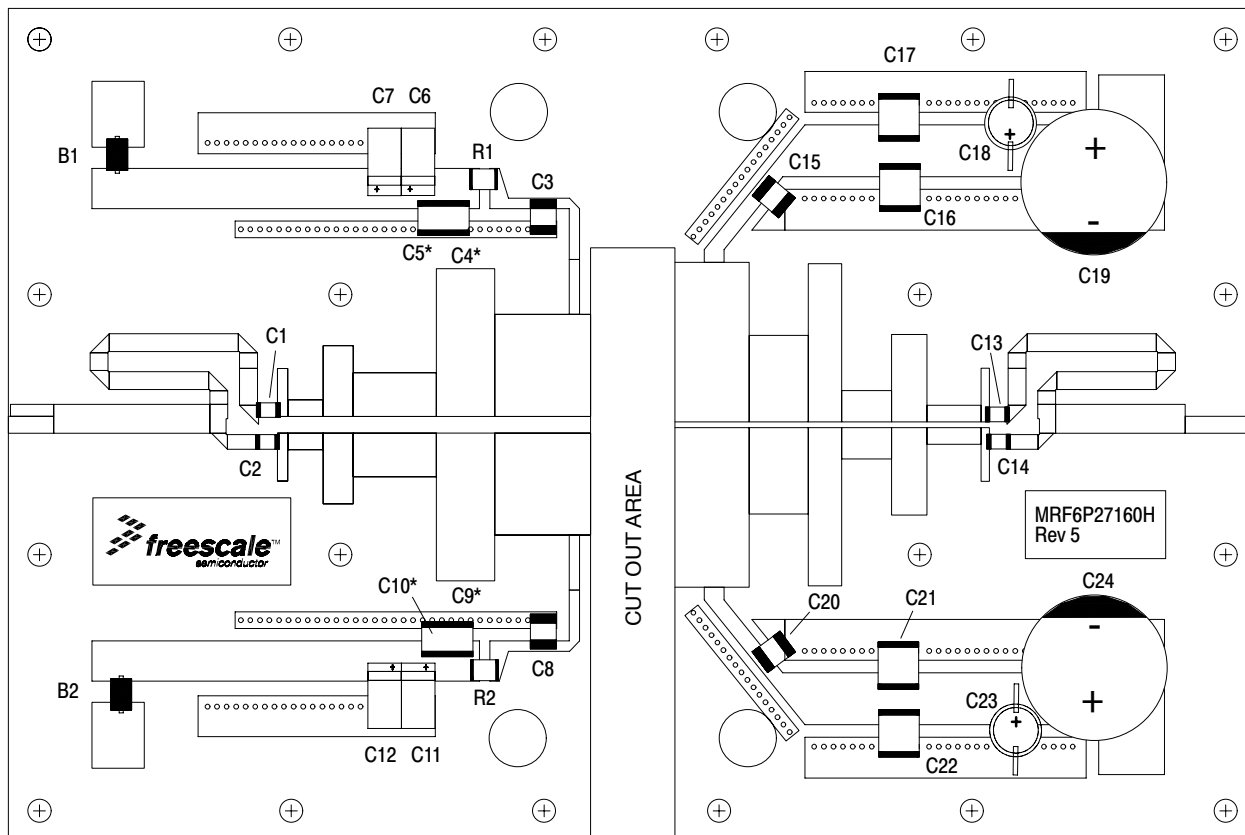 C17
C7 C6
B1
R1
C3
C15
C18
+
+
C16
-
C5* C4*
C19
C1
C13
C2
C14
CUT OUT AREA
freescale™
semiconductor
MRF6P27160H
Rev 5
C10* C9*
C20
C21
C24
-
C8
B2
R2
C23
+
+
C12 C11
C22